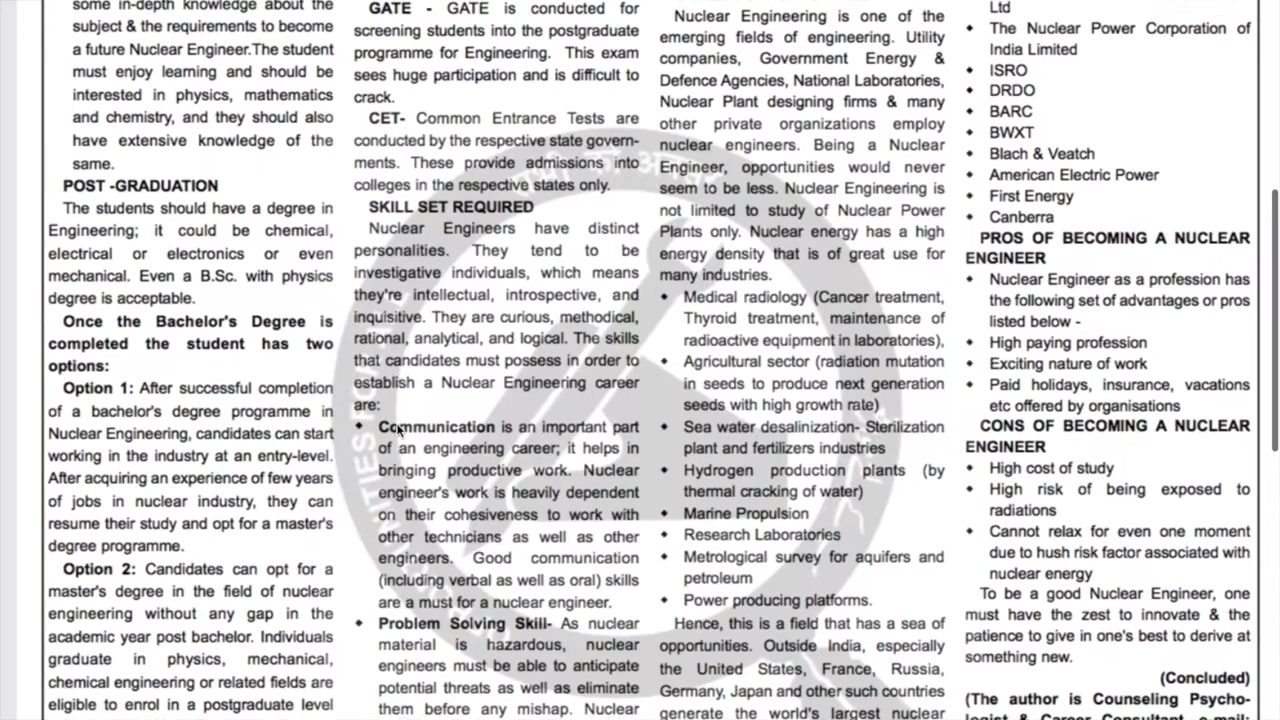 some in-depth knowledge about the
subject & the requirements to become
a future Nuclear Engineer.The student
must enjoy learning and should be
interested in physics, mathematics
and chemistry, and they should also
have extensive knowledge of the
same.
POST -GRADUATION
The students should have a degree in
Engineering; it could be chemical,
electrical or electronics or even
mechanical. Even a B.Sc. with physics
degree is acceptable.
Once the Bachelor's Degree is
completed the student has two
options:
Option 1: After successful completion
of a bachelor's degree programme in
Nuclear Engineering, candidates can start
working in the industry at an entry-level.
After acquiring an experience of few years
of jobs in nuclear industry, they can
resume their study and opt for a master's
degree programme.
Option 2: Candidates can opt for a
master's degree in the field of nuclear
engineering without any gap in the
academic year post bachelor. Individuals
graduate in physics, mechanical,
chemical engineering or related fields are
eligible to enrol in a postgraduate level
GATE - GATE is conducted for
screening students into the postgraduate
programme for Engineering. This exam
sees huge participation and is difficult to
crack.
CET- Common Entrance Tests are
conducted by the respective state govern-
ments. These provide admissions into
colleges in the respective states only.
SKILL SET REQUIRED
Nuclear Engineers have distinct
personalities. They tend to be
investigative individuals, which means
they're intellectual, introspective, and
inquisitive. They are curious, methodical,
rational, analytical, and logical. The skills
that candidates must possess in order to
establish a Nuclear Engineering career
are:
• Communication is an important part
of an engineering career; it helps in
bringing productive work. Nuclear
engineer's work is heavily dependent
on their cohesiveness to work with
other technicians as well as other
engineers. Good communication
(including verbal as well as oral) skills
are a must for a nuclear engineer.
• Problem Solving Skill- As nuclear
material is hazardous, nuclear
engineers must be able to anticipate
potential threats as well as eliminate
them before any mishap. Nuclear
Nuclear Engineering is one of the
emerging fields of engineering. Utility
companies, Government Energy &
Defence Agencies, National Laboratories,
Nuclear Plant designing firms & many
other private organizations employ
nuclear engineers. Being a Nuclear
Engineer, opportunities would never
seem to be less. Nuclear Engineering is
not limited to study of Nuclear Power
Plants only. Nuclear energy has a high
energy density that is of great use for
many industries.
• Medical radiology (Cancer treatment,
Thyroid treatment, maintenance of
radioactive equipment in laboratories),
• Agricultural sector (radiation mutation
in seeds to produce next generation
seeds with high growth rate)
• Sea water desalinization- Sterilization
plant and fertilizers industries
• Hydrogen production plants (by
thermal cracking of water)
• Marine Propulsion
• Research Laboratories
• Metrological survey for aquifers and
petroleum
• Power producing platforms.
Hence, this is a field that has a sea of
opportunities. Outside India, especially
the United States, France, Russia,
Germany, Japan and other such countries
generate the world's largest nuclear
Ltd
• The Nuclear Power Corporation of
India Limited
• ISRO
• DRDO
• BARC
• BWXT
• Blach & Veatch
• American Electric Power
• First Energy
• Canberra
PROS OF BECOMING A NUCLEAR
ENGINEER
• Nuclear Engineer as a profession has
the following set of advantages or pros
listed below -
• High paying profession
• Exciting nature of work
• Paid holidays, insurance, vacations
etc offered by organisations
CONS OF BECOMING A NUCLEAR
ENGINEER
• High cost of study
• High risk of being exposed to
radiations
• Cannot relax for even one moment
due to hush risk factor associated with
nuclear energy
To be a good Nuclear Engineer, one
must have the zest to innovate & the
patience to give in one's best to derive at
something new.
(Concluded)
(The author is Counseling Psycho-
logist & Career Consultant, e-mail: